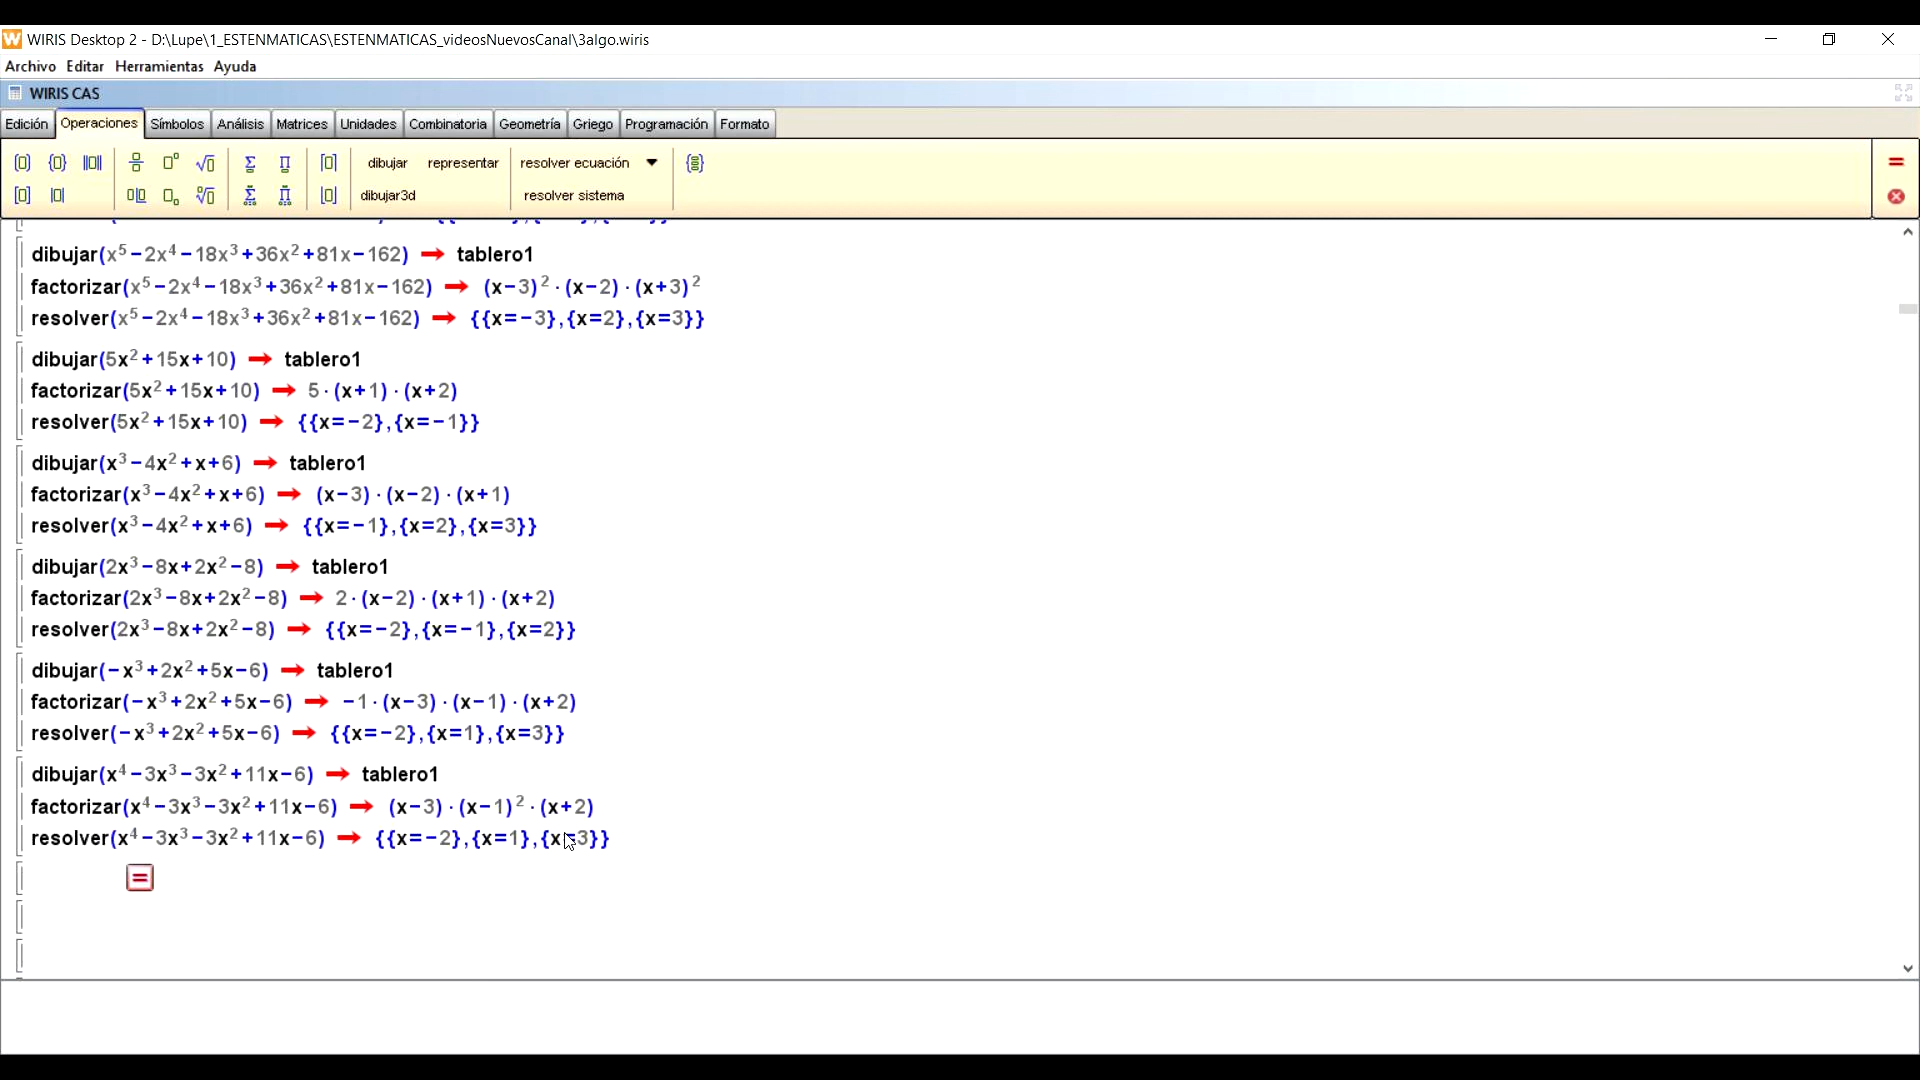 WIRIS Desktop 2 - D:\Lupe\1_ESTENMATICAS\ESTENMATICAS_videosNuevosCanal\3algo.wiris
Archivo Editar Herramientas Ayuda
WIRIS CAS
Edición Operaciones Símbolos Análisis Matrices Unidades Combinatoria Geometría Griego Programación Formato
dibujar representar resolver ecuación
dibujar3d resolver sistema
dibujar(x⁵−2x⁴−18x³+36x²+81x−162) → tablero1
factorizar(x⁵−2x⁴−18x³+36x²+81x−162) → (x−3)²·(x−2)·(x+3)²
resolver(x⁵−2x⁴−18x³+36x²+81x−162) → {{x=−3},{x=2},{x=3}}
dibujar(5x²+15x+10) → tablero1
factorizar(5x²+15x+10) → 5·(x+1)·(x+2)
resolver(5x²+15x+10) → {{x=−2},{x=−1}}
dibujar(x³−4x²+x+6) → tablero1
factorizar(x³−4x²+x+6) → (x−3)·(x−2)·(x+1)
resolver(x³−4x²+x+6) → {{x=−1},{x=2},{x=3}}
dibujar(2x³−8x+2x²−8) → tablero1
factorizar(2x³−8x+2x²−8) → 2·(x−2)·(x+1)·(x+2)
resolver(2x³−8x+2x²−8) → {{x=−2},{x=−1},{x=2}}
dibujar(−x³+2x²+5x−6) → tablero1
factorizar(−x³+2x²+5x−6) → −1·(x−3)·(x−1)·(x+2)
resolver(−x³+2x²+5x−6) → {{x=−2},{x=1},{x=3}}
dibujar(x⁴−3x³−3x²+11x−6) → tablero1
factorizar(x⁴−3x³−3x²+11x−6) → (x−3)·(x−1)²·(x+2)
resolver(x⁴−3x³−3x²+11x−6) → {{x=−2},{x=1},{x=3}}
=